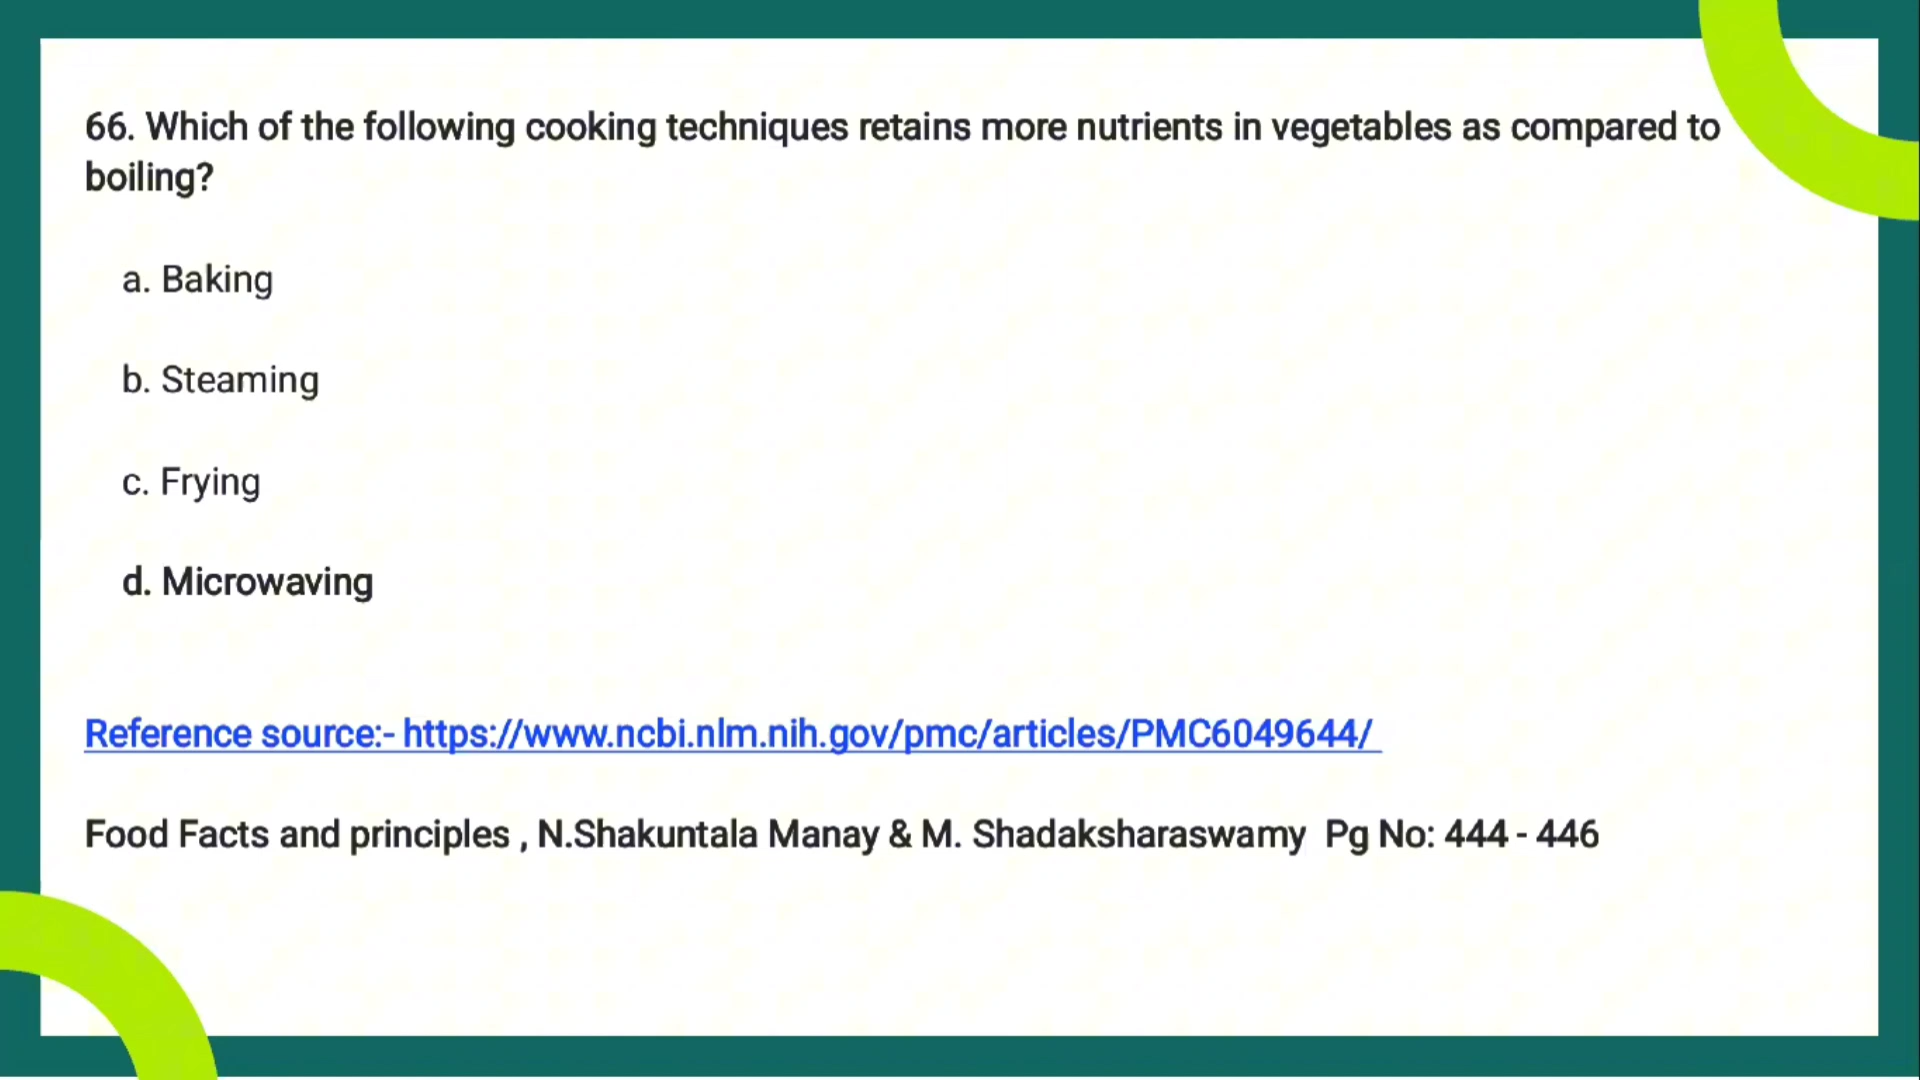 66. Which of the following cooking techniques retains more nutrients in vegetables as compared to
boiling?
a. Baking
b. Steaming
c. Frying
d. Microwaving
Reference source:- https://www.ncbi.nlm.nih.gov/pmc/articles/PMC6049644/
Food Facts and principles , N.Shakuntala Manay & M. Shadaksharaswamy Pg No: 444 - 446